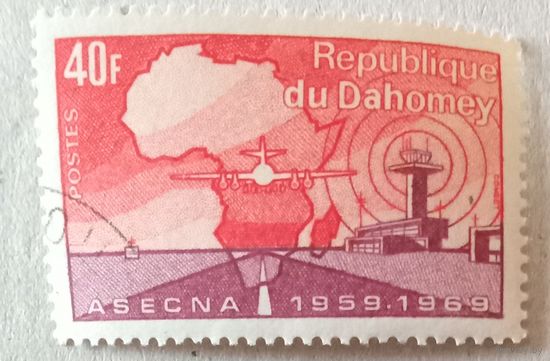 40F
Republique
du Dahomey
POSTES
ASECNA 1959.1969